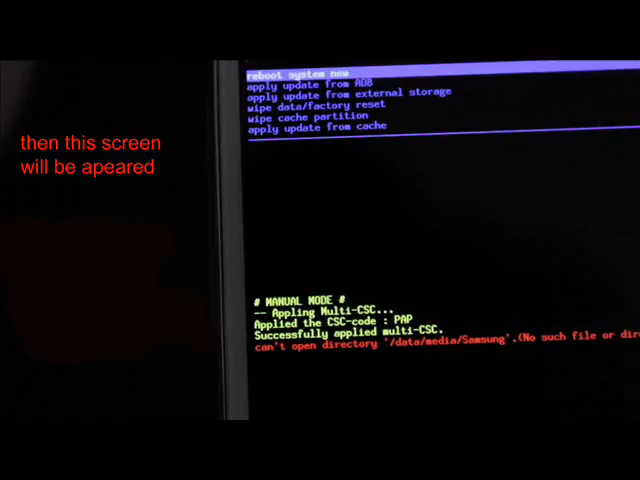 reboot system now
apply update from ADB
apply update from external storage
wipe data/factory reset
wipe cache partition
apply update from cache
then this screen
will be apeared
# MANUAL MODE #
-- Appling Multi-CSC...
Applied the CSC-code : PAP
Successfully applied multi-CSC.
can't open directory '/data/media/Samsung'.(No such file or dire